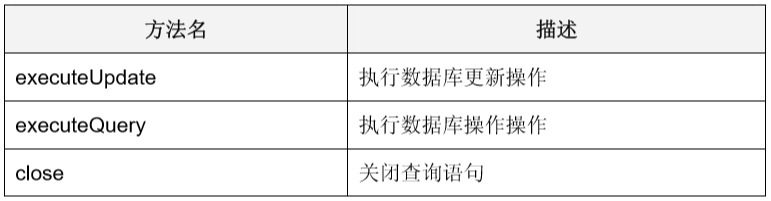 方法名 描述
executeUpdate 执行数据库更新操作
executeQuery 执行数据库操作操作
close 关闭查询语句